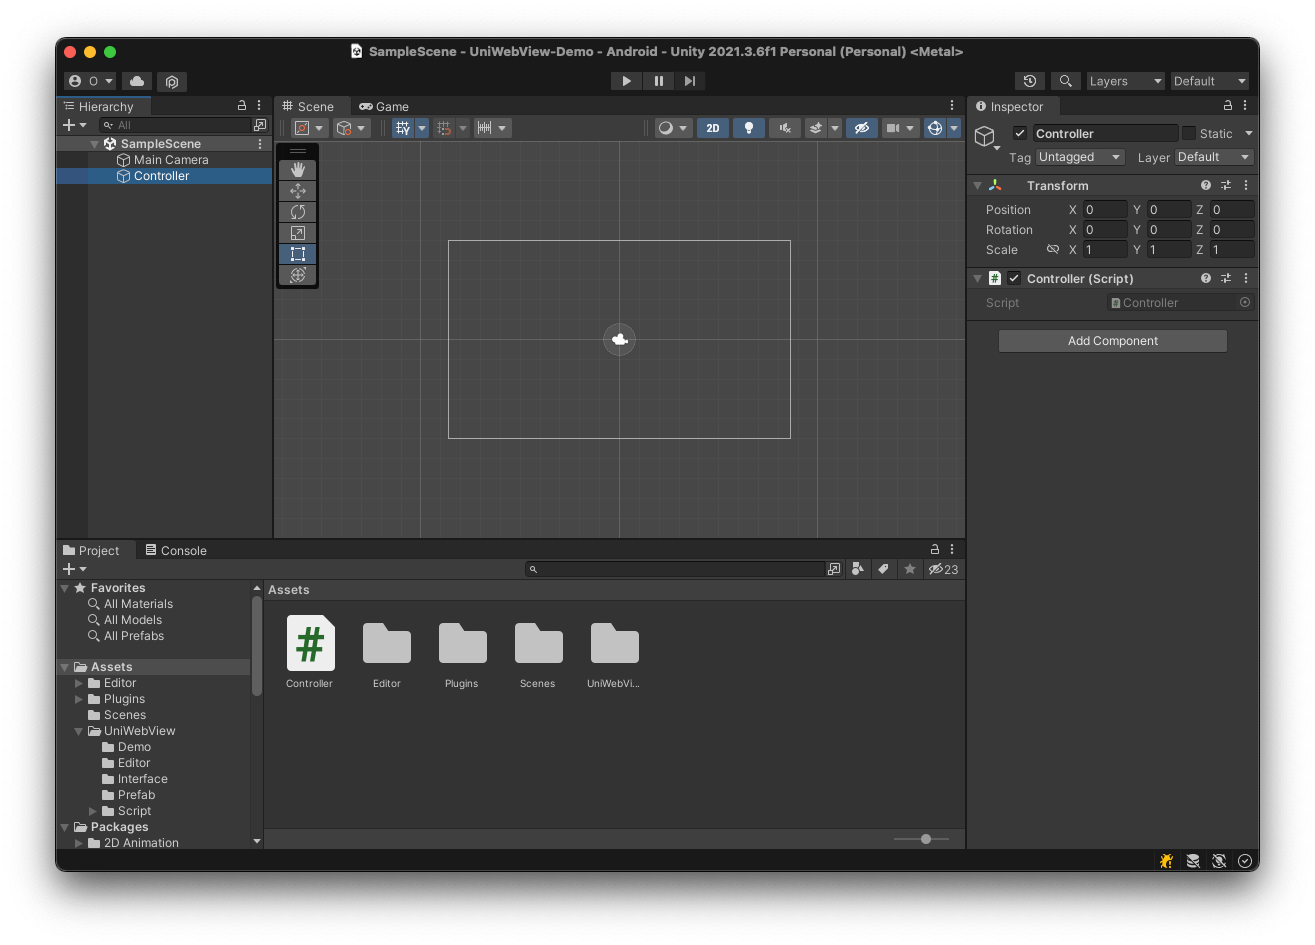 SampleScene - UniWebView-Demo - Android - Unity 2021.3.6f1 Personal (Personal) <Metal>
O
Layers
Default
Hierarchy
All
SampleScene
Main Camera
Controller
Scene
Game
2D
Inspector
Controller
Static
Tag
Untagged
Layer
Default
Transform
Position X 0 Y 0 Z 0
Rotation X 0 Y 0 Z 0
Scale X 1 Y 1 Z 1
# Controller (Script)
Script # Controller
Add Component
Project
Console
23
Favorites
All Materials
All Models
All Prefabs
Assets
Editor
Plugins
Scenes
UniWebView
Demo
Editor
Interface
Prefab
Script
Packages
2D Animation
Assets
#
Controller
Editor
Plugins
Scenes
UniWebVi...